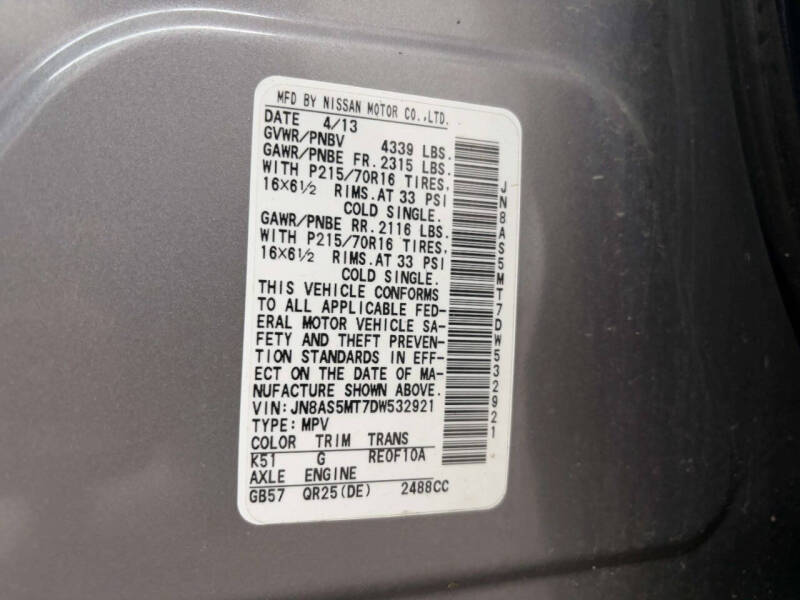 MFD BY NISSAN MOTOR CO.,LTD.
DATE 4/13
GVWR/PNBV 4339 LBS.
GAWR/PNBE FR. 2315 LBS.
WITH P215/70R16 TIRES,
16×6½ RIMS.AT 33 PSI
COLD SINGLE.
GAWR/PNBE RR. 2116 LBS.
WITH P215/70R16 TIRES,
16×6½ RIMS.AT 33 PSI
COLD SINGLE.
THIS VEHICLE CONFORMS
TO ALL APPLICABLE FED-
ERAL MOTOR VEHICLE SA-
FETY AND THEFT PREVEN-
TION STANDARDS IN EFF-
ECT ON THE DATE OF MA-
NUFACTURE SHOWN ABOVE.
VIN:JN8AS5MT7DW532921
TYPE:MPV
COLOR TRIM TRANS
K51 G RE0F10A
AXLE ENGINE
GB57 QR25(DE) 2488CC
JN8AS5MT7DW532921